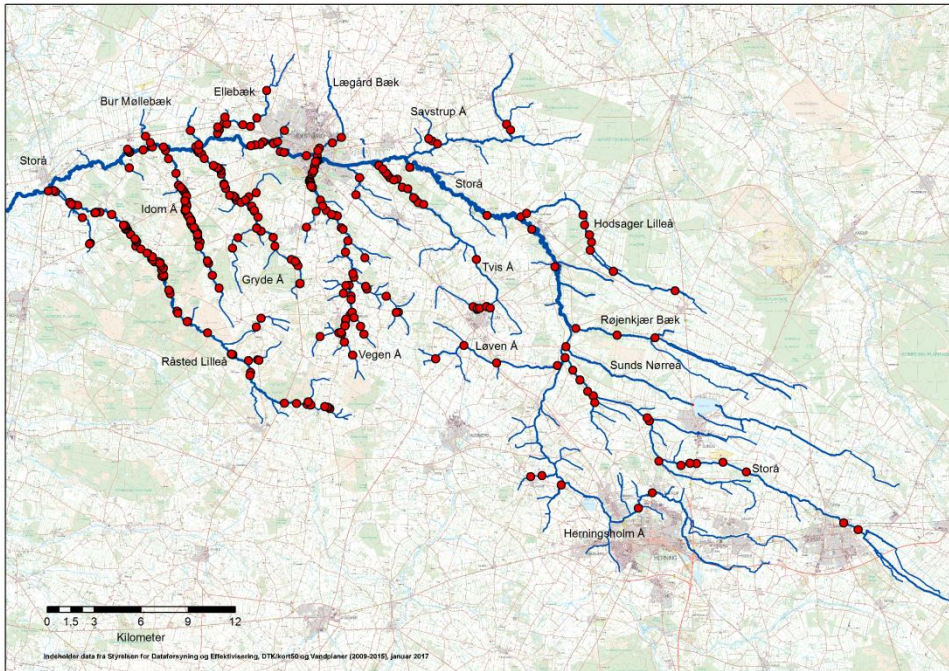 Lægård Bæk
Ellebæk
Bur Møllebæk
Savstrup Å
Storå
Storå
Idom Å
Hodsager Lilleå
Tvis Å
Gryde Å
Røjenkjær Bæk
Løven Å
Vegen Å
Råsted Lilleå
Sunds Nørreå
Storå
Herningsholm Å
HERNING
0 1,5 3 6 9 12
Kilometer
Indeholder data fra Styrelsen for Dataforsyning og Effektivisering, DTK/kort50 og Vandplaner (2009-2015), januar 2017